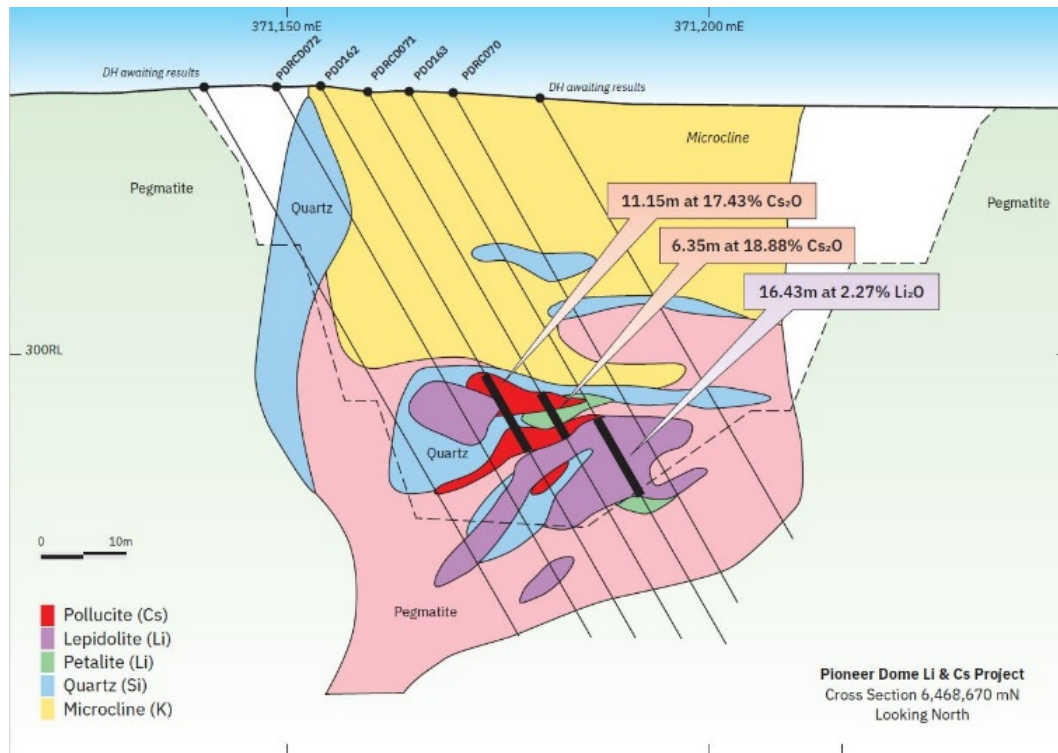 371,150 mE
371,200 mE
DH awaiting results
PDRCD072
PDD162
PDRCD071
PDD163
PDRC070
DH awaiting results
Microcline
Pegmatite
Quartz
Pegmatite
11.15m at 17.43% Cs₂O
6.35m at 18.88% Cs₂O
16.43m at 2.27% Li₂O
300RL
Quartz
0 10m
Pegmatite
Pollucite (Cs)
Lepidolite (Li)
Petalite (Li)
Quartz (Si)
Microcline (K)
Pioneer Dome Li & Cs Project
Cross Section 6,468,670 mN
Looking North